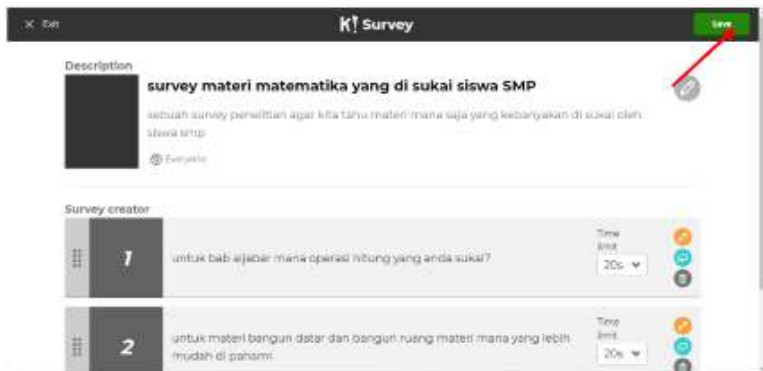 X Exit
K! Survey
Save
Description
survey materi matematika yang di sukai siswa SMP
sebuah survey penelitian agar kita tahu materi mana saja yang kebanyakan di sukai oleh
siswa smp
Everyone
Survey creator
1
untuk bab aljabar mana operasi hitung yang anda sukai?
Time
limit
20s
2
untuk materi bangun datar dan bangun ruang materi mana yang lebih
mudah di pahami
Time
limit
20s